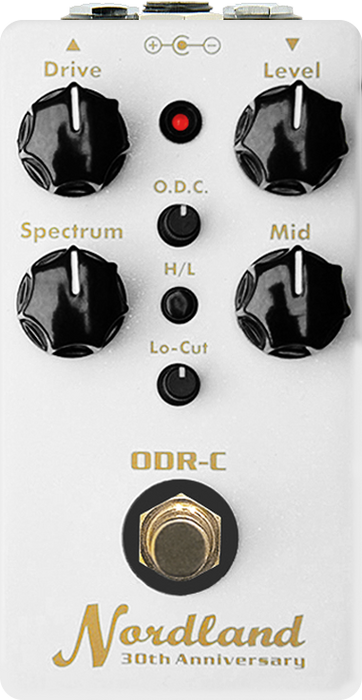 Drive
Level
O.D.C.
Spectrum
Mid
H/L
Lo-Cut
ODR-C
Nordland
30th Anniversary